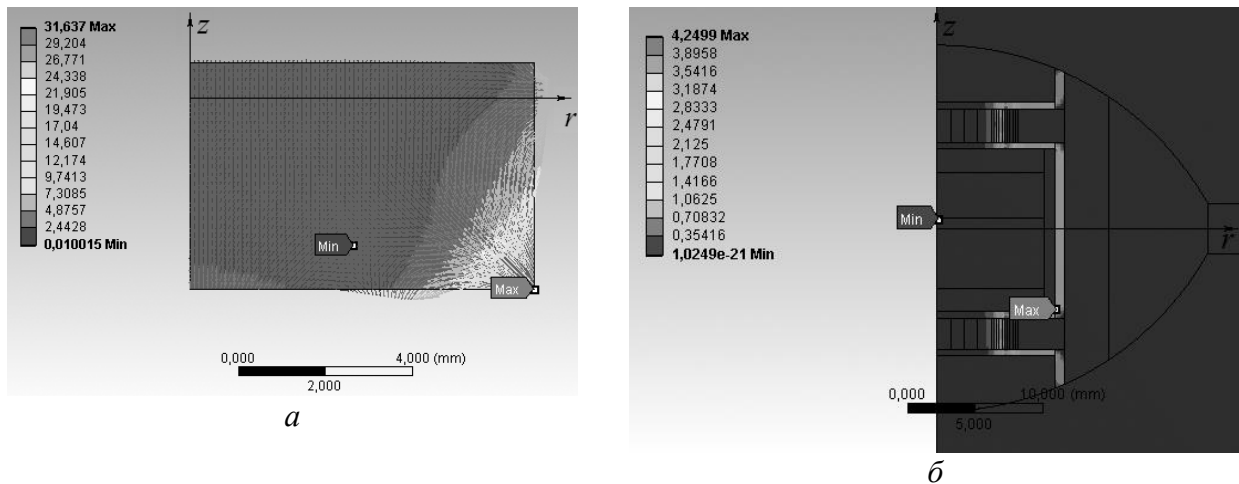 31,637 Max
29,204
26,771
24,338
21,905
19,473
17,04
14,607
12,174
9,7413
7,3085
4,8757
2,4428
0,010015 Min
z
r
Min
Max
0,000
4,000 (mm)
2,000
а
4,2499 Max
3,8958
3,5416
3,1874
2,8333
2,4791
2,125
1,7708
1,4166
1,0625
0,70832
0,35416
1,0249e-21 Min
z
r
Min
Max
0,000
10,000 (mm)
5,000
б